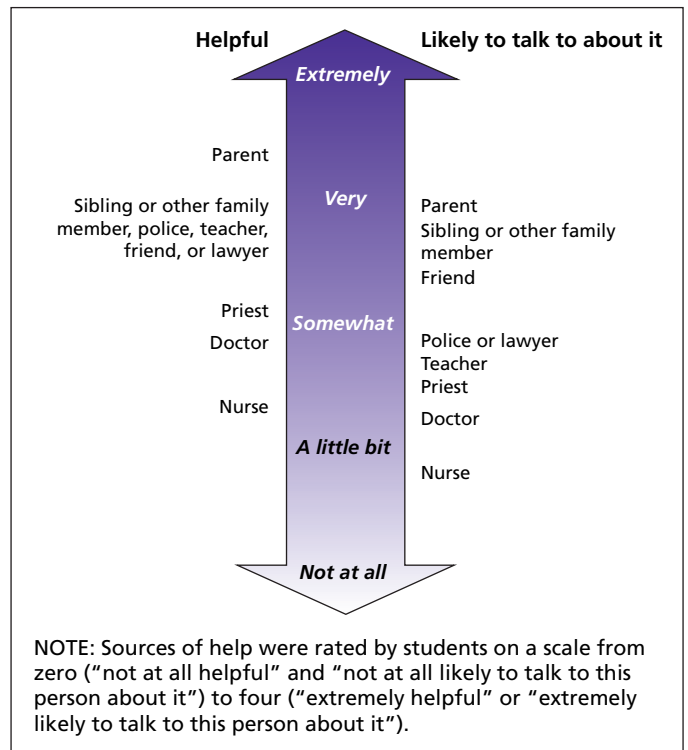 Helpful
Likely to talk to about it
Extremely
Parent
Very
Sibling or other family
member, police, teacher,
friend, or lawyer
Parent
Sibling or other family
member
Friend
Priest
Somewhat
Doctor
Police or lawyer
Teacher
Priest
Nurse
Doctor
A little bit
Nurse
Not at all
NOTE: Sources of help were rated by students on a scale from
zero (“not at all helpful” and “not at all likely to talk to this
person about it”) to four (“extremely helpful” or “extremely
likely to talk to this person about it”).